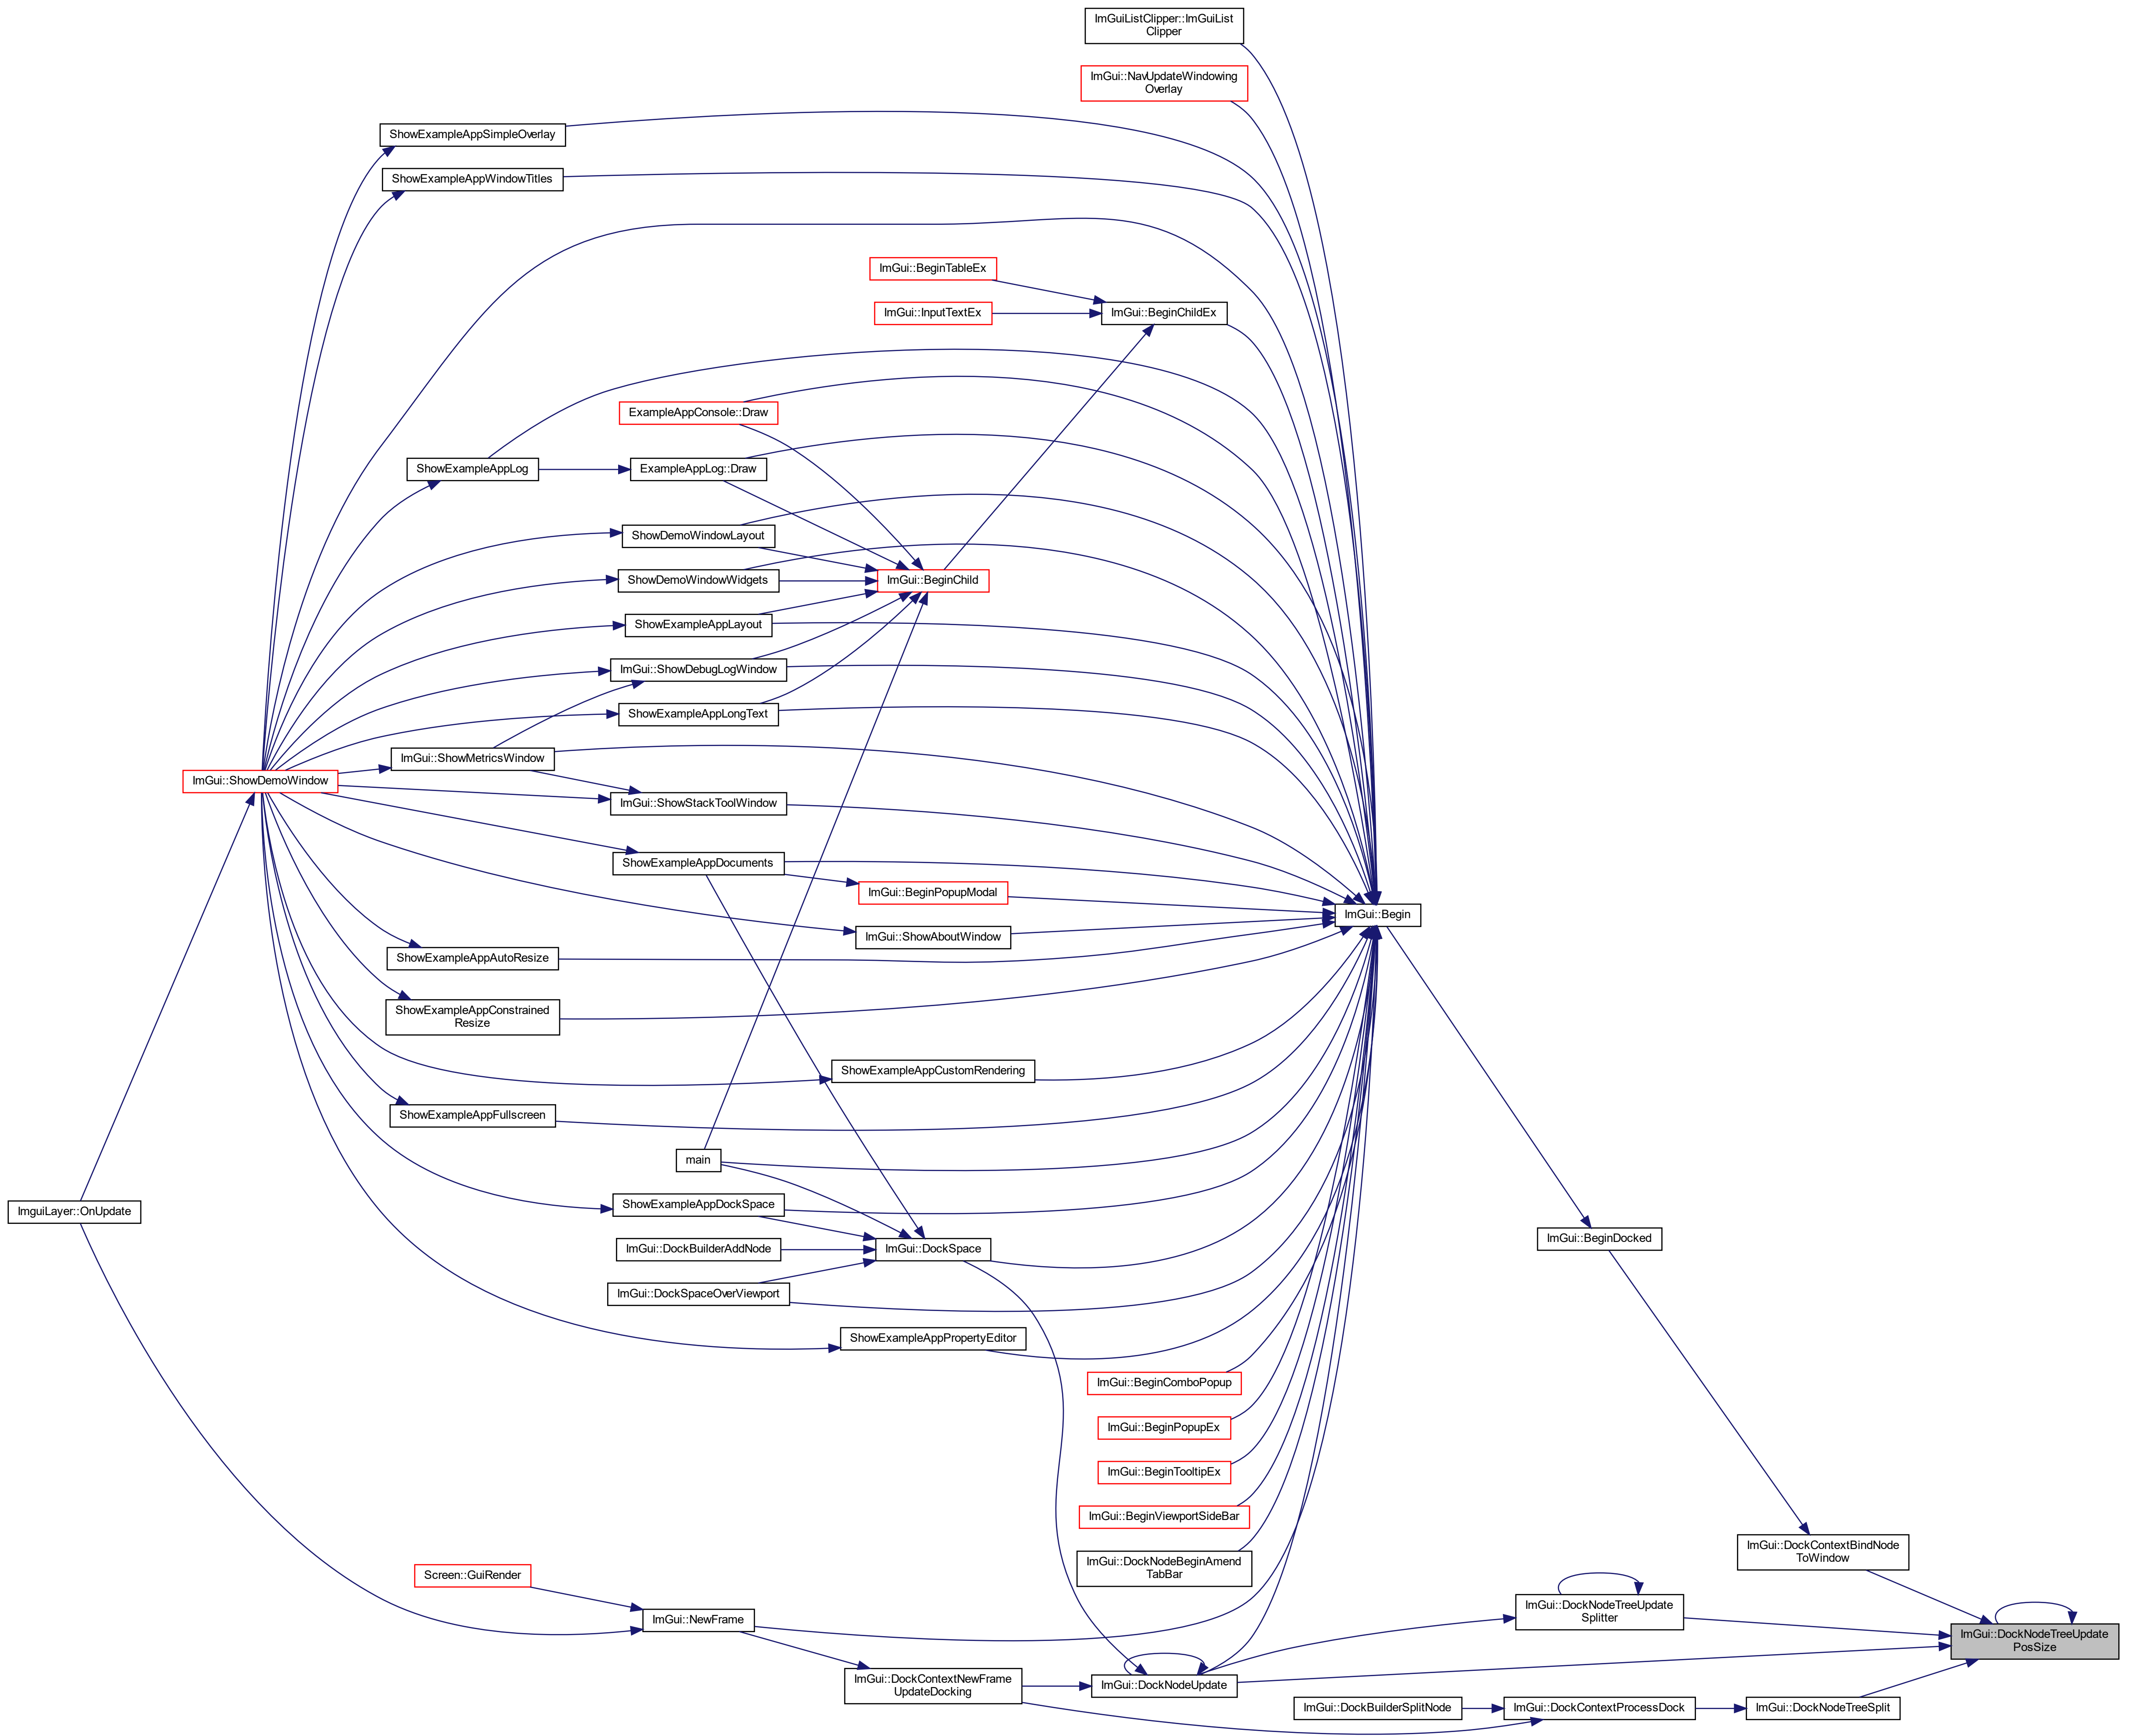 ImGuiListClipper::ImGuiList
Clipper
ImGui::NavUpdateWindowing
Overlay
ShowExampleAppSimpleOverlay
ShowExampleAppWindowTitles
ImGui::BeginTableEx
ImGui::InputTextEx
ImGui::BeginChildEx
ExampleAppConsole::Draw
ShowExampleAppLog
ExampleAppLog::Draw
ShowDemoWindowLayout
ShowDemoWindowWidgets
ImGui::BeginChild
ShowExampleAppLayout
ImGui::ShowDebugLogWindow
ShowExampleAppLongText
ImGui::ShowMetricsWindow
ImGui::ShowDemoWindow
ImGui::ShowStackToolWindow
ShowExampleAppDocuments
ImGui::BeginPopupModal
ImGui::Begin
ImGui::ShowAboutWindow
ShowExampleAppAutoResize
ShowExampleAppConstrained
Resize
ShowExampleAppCustomRendering
ShowExampleAppFullscreen
main
ShowExampleAppDockSpace
ImguiLayer::OnUpdate
ImGui::BeginDocked
ImGui::DockBuilderAddNode
ImGui::DockSpace
ImGui::DockSpaceOverViewport
ShowExampleAppPropertyEditor
ImGui::BeginComboPopup
ImGui::BeginPopupEx
ImGui::BeginTooltipEx
ImGui::BeginViewportSideBar
ImGui::DockContextBindNode
ToWindow
ImGui::DockNodeBeginAmend
TabBar
Screen::GuiRender
ImGui::NewFrame
ImGui::DockNodeTreeUpdate
Splitter
ImGui::DockNodeTreeUpdate
PosSize
ImGui::DockContextNewFrame
UpdateDocking
ImGui::DockNodeUpdate
ImGui::DockBuilderSplitNode
ImGui::DockContextProcessDock
ImGui::DockNodeTreeSplit